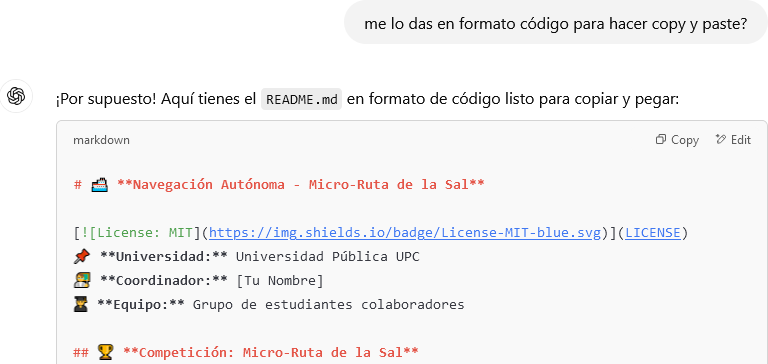 me lo das en formato código para hacer copy y paste?
¡Por supuesto! Aquí tienes el README.md en formato de código listo para copiar y pegar:
markdown
Copy
Edit
# 🚢 **Navegación Autónoma - Micro-Ruta de la Sal**
[![License: MIT](https://img.shields.io/badge/License-MIT-blue.svg)](LICENSE)
📌 **Universidad:** Universidad Pública UPC
👨‍🏫 **Coordinador:** [Tu Nombre]
👨‍🎓 **Equipo:** Grupo de estudiantes colaboradores
## 🏆 **Competición: Micro-Ruta de la Sal**